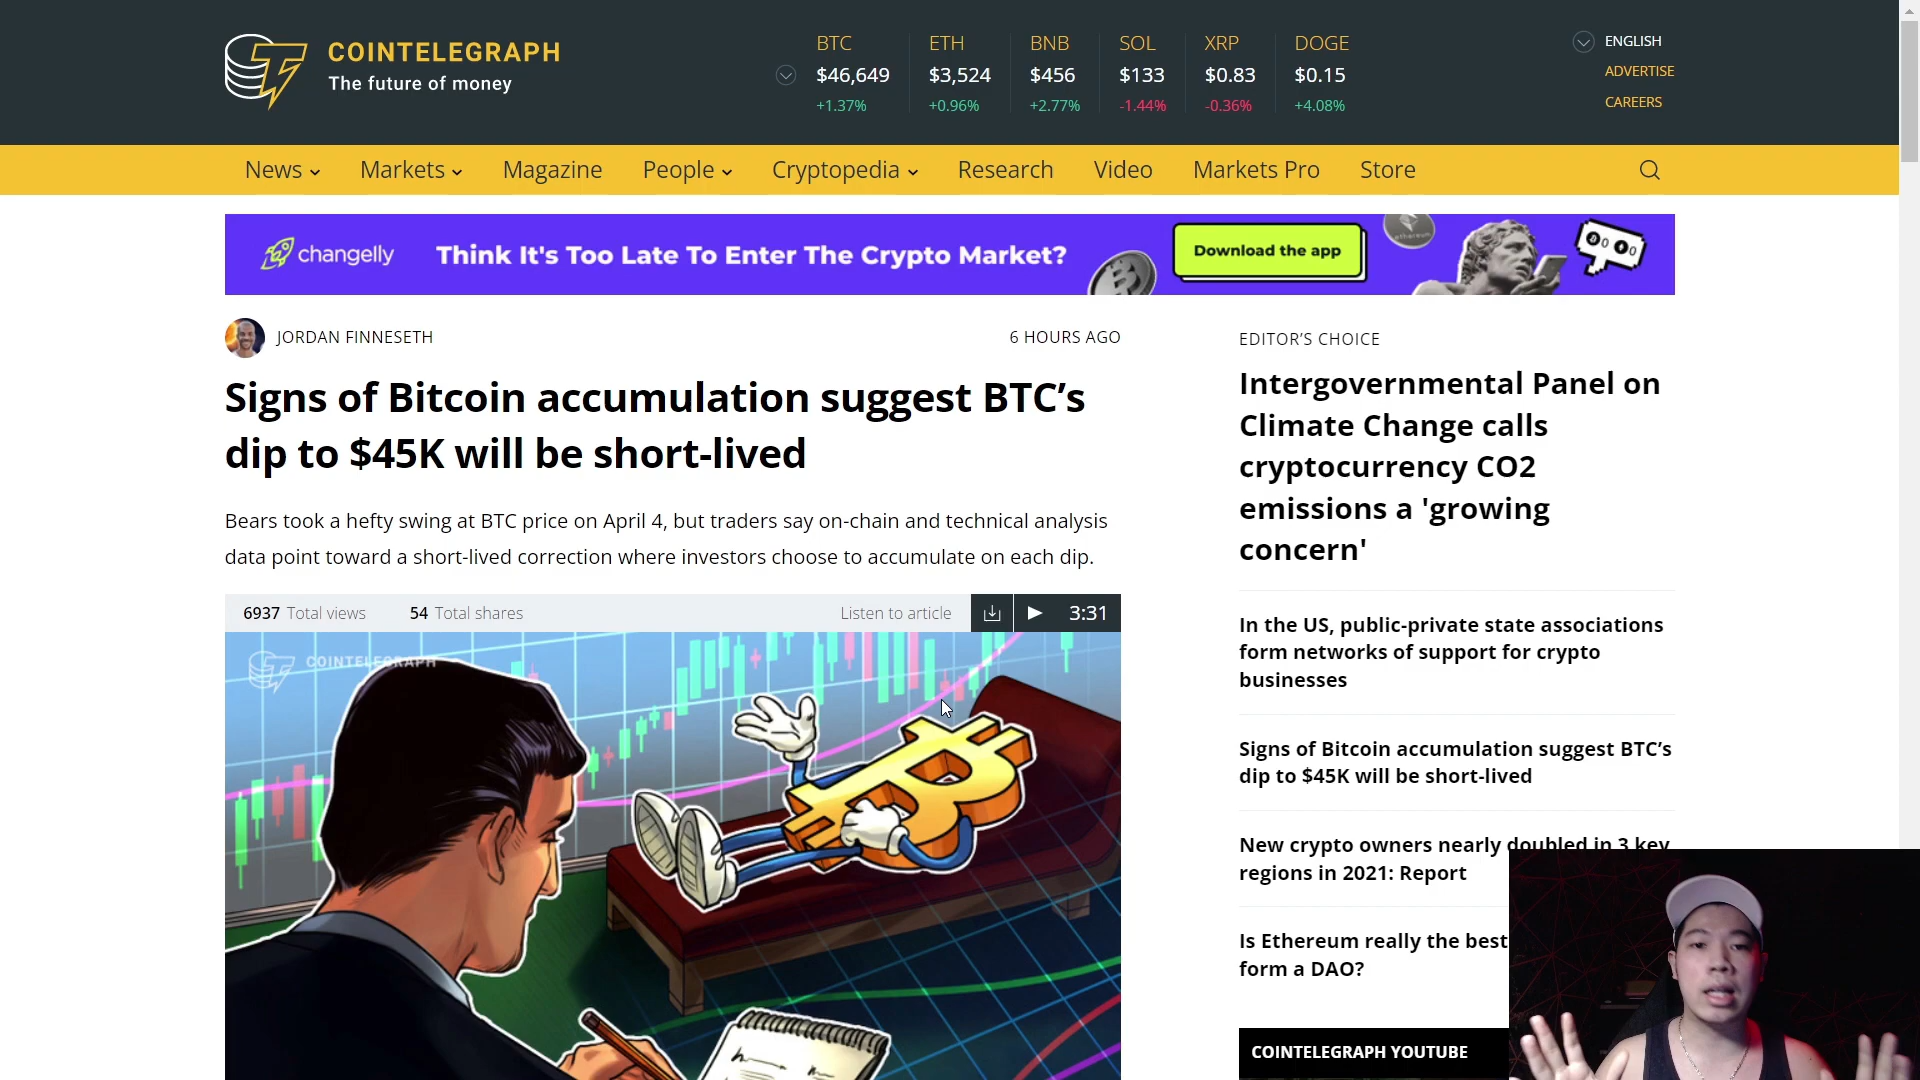 COINTELEGRAPH
The future of money
BTC
$46,649
+1.37%
ETH
$3,524
+0.96%
BNB
$456
+2.77%
SOL
$133
-1.44%
XRP
$0.83
-0.36%
DOGE
$0.15
+4.08%
ENGLISH
ADVERTISE
CAREERS
News
Markets
Magazine
People
Cryptopedia
Research
Video
Markets Pro
Store
changelly
Think It's Too Late To Enter The Crypto Market?
Download the app
JORDAN FINNESETH
6 HOURS AGO
Signs of Bitcoin accumulation suggest BTC’s
dip to $45K will be short-lived
Bears took a hefty swing at BTC price on April 4, but traders say on-chain and technical analysis
data point toward a short-lived correction where investors choose to accumulate on each dip.
6937 Total views
54 Total shares
Listen to article
3:31
COINTELEGRAPH
EDITOR’S CHOICE
Intergovernmental Panel on
Climate Change calls
cryptocurrency CO2
emissions a 'growing
concern'
In the US, public-private state associations
form networks of support for crypto
businesses
Signs of Bitcoin accumulation suggest BTC’s
dip to $45K will be short-lived
New crypto owners nearly doubled in 3 key
regions in 2021: Report
Is Ethereum really the best
form a DAO?
COINTELEGRAPH YOUTUBE